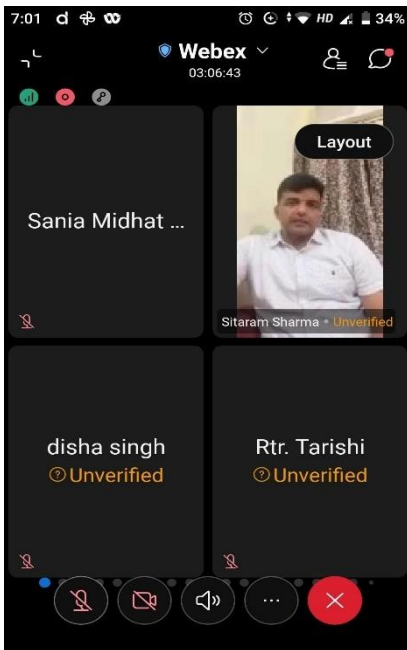 7:01 HD 34%
Webex
03:06:43
Layout
Sania Midhat ...
Sitaram Sharma • Unverified
disha singh
Unverified
Rtr. Tarishi
Unverified